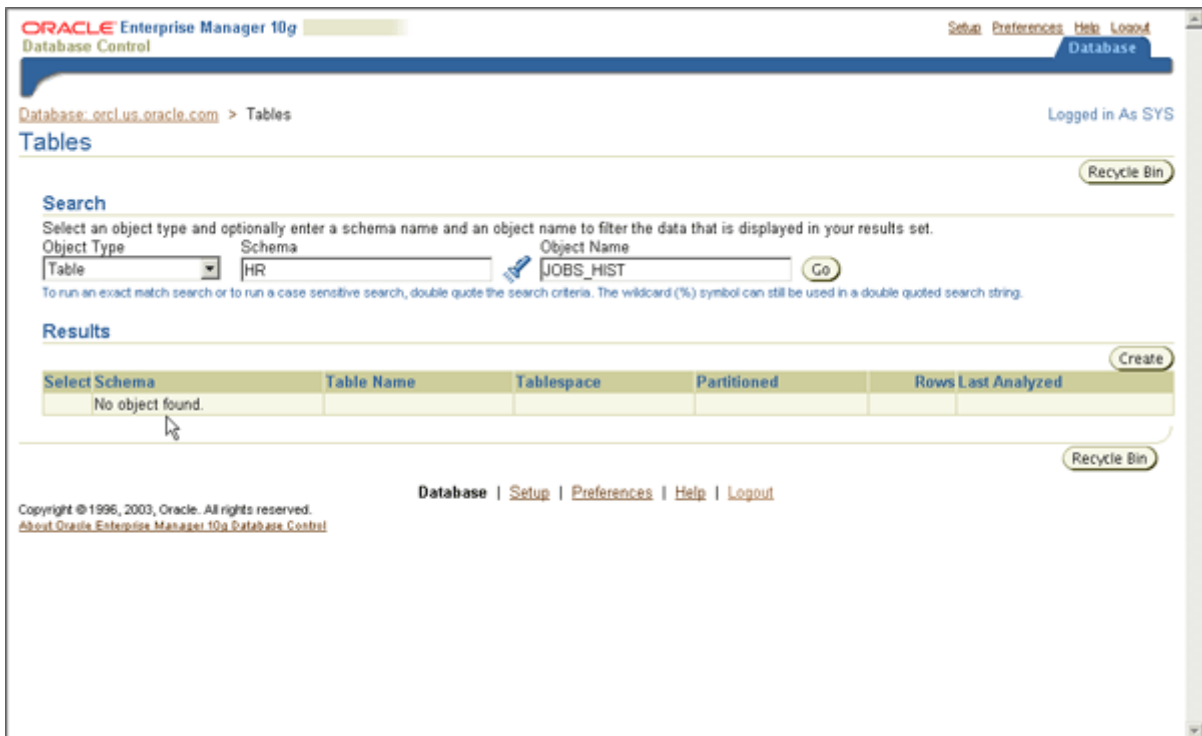 ORACLE Enterprise Manager 10g
Database Control
Setup Preferences Help Logout
Database
Database: orcl.us.oracle.com > Tables
Logged in As SYS
Tables
Recycle Bin
Search
Select an object type and optionally enter a schema name and an object name to filter the data that is displayed in your results set.
Object Type Schema Object Name
Table HR JOBS_HIST Go
To run an exact match search or to run a case sensitive search, double quote the search criteria. The wildcard (%) symbol can still be used in a double quoted search string.
Results
Create
Select Schema Table Name Tablespace Partitioned Rows Last Analyzed
No object found.
Recycle Bin
Database | Setup | Preferences | Help | Logout
Copyright © 1996, 2003, Oracle. All rights reserved.
About Oracle Enterprise Manager 10g Database Control